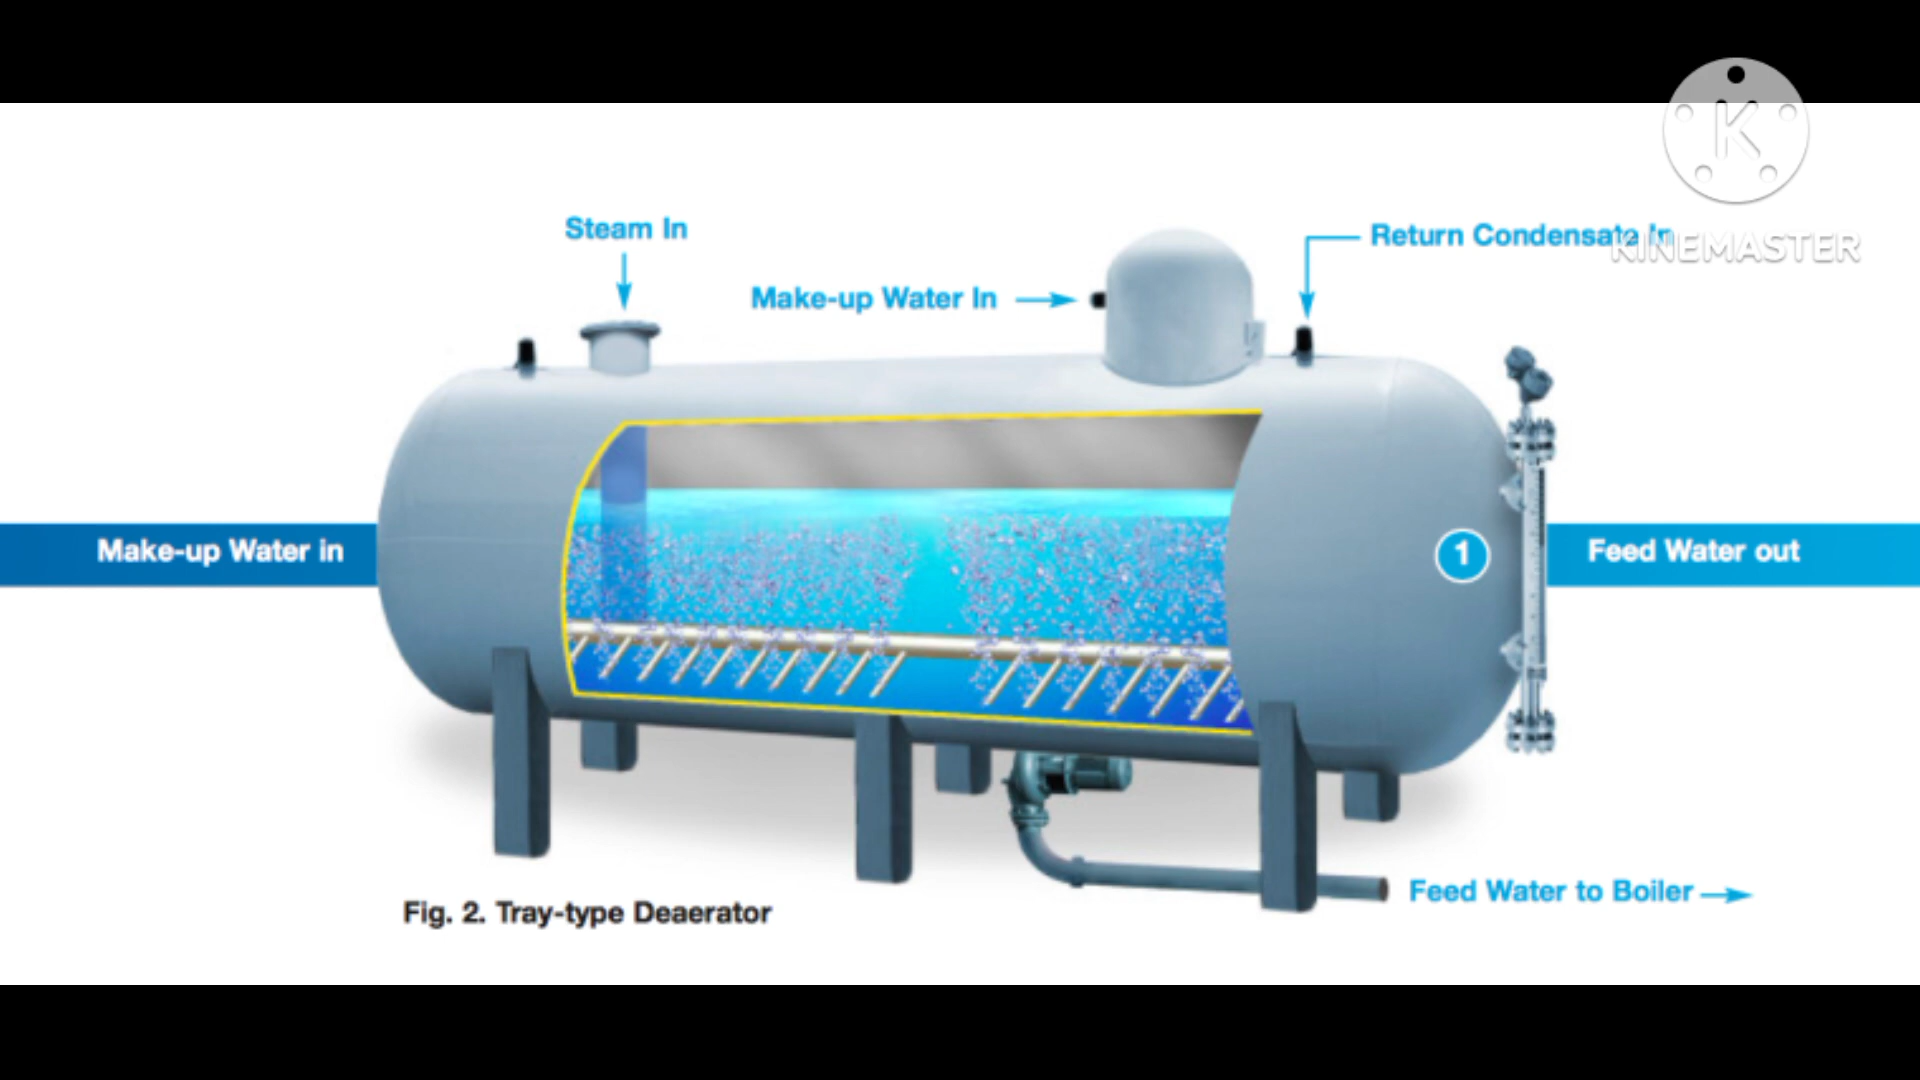 K
KINEMASTER
Steam In
Return Condensate In
Make-up Water In
Make-up Water in
1
Feed Water out
Feed Water to Boiler
Fig. 2. Tray-type Deaerator